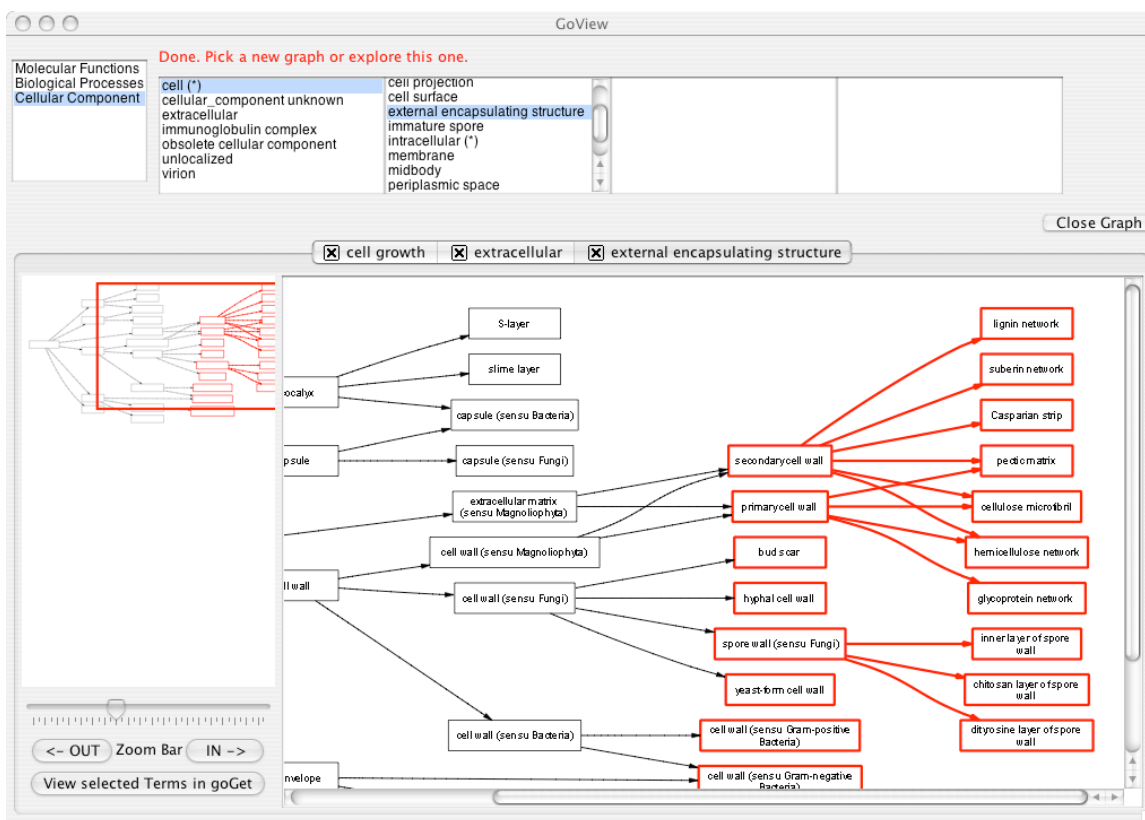 GoView
Done. Pick a new graph or explore this one.
Molecular Functions
Biological Processes
Cellular Component
cell (*)
cellular_component unknown
extracellular
immunoglobulin complex
obsolete cellular component
unlocalized
virion
cell projection
cell surface
external encapsulating structure
immature spore
intracellular (*)
membrane
midbody
periplasmic space
Close Graph
cell growth
extracellular
external encapsulating structure
S-layer
slime layer
ocalyx
capsule (sensu Bacteria)
psule
capsule (sensu Fungi)
extracellular matrix
(sensu Magnoliophyta)
cell wall (sensu Magnoliophyta)
ll wall
cell wall (sensu Fungi)
cell wall (sensu Bacteria)
nvelope
secondary cell wall
primary cell wall
bud scar
hyphal cell wall
spore wall (sensu Fungi)
yeast-form cell wall
cell wall (sensu Gram-positive
Bacteria)
cell wall (sensu Gram-negative
Bacteria)
lignin network
suberin network
Casparian strip
pectic matrix
cellulose microfibril
hemicellulose network
glycoprotein network
inner layer of spore
wall
chitosan layer of spore
wall
dityrosine layer of spore
wall
<- OUT
Zoom Bar
IN ->
View selected Terms in goGet